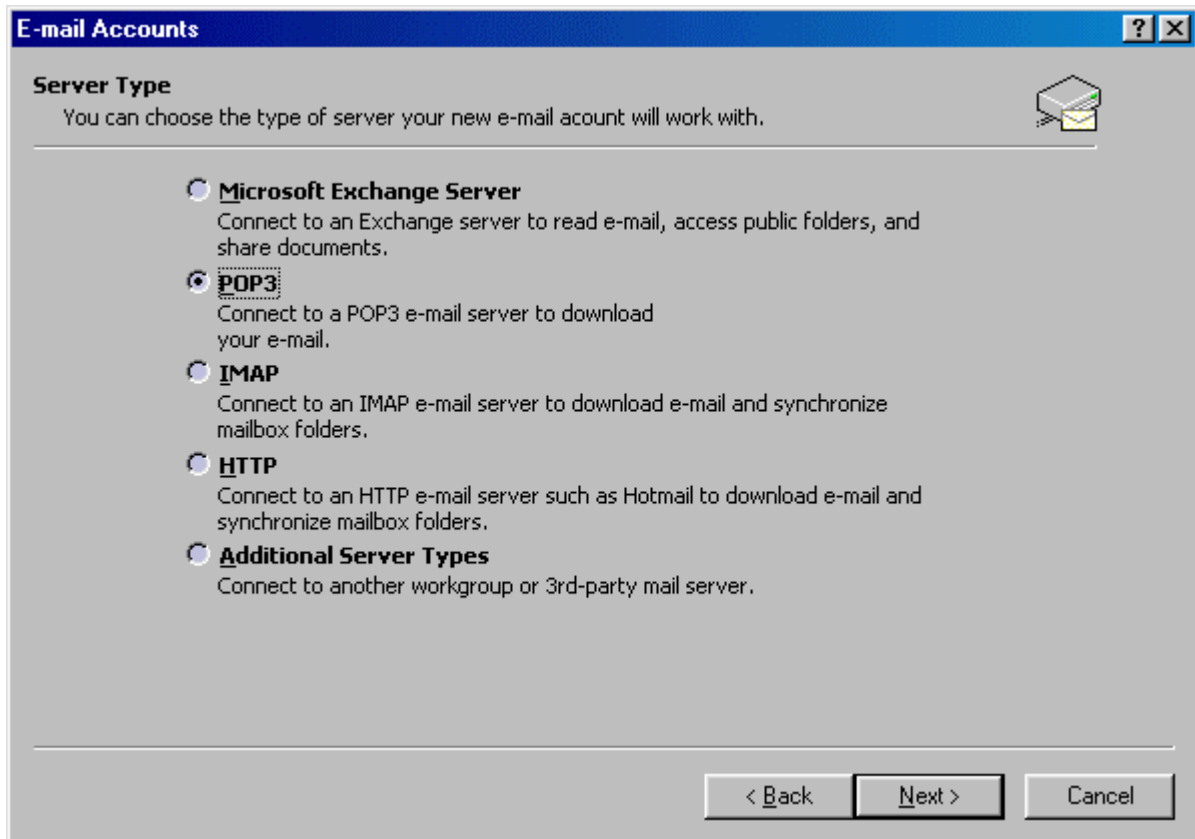 E-mail Accounts
Server Type
You can choose the type of server your new e-mail acount will work with.
Microsoft Exchange Server
Connect to an Exchange server to read e-mail, access public folders, and
share documents.
POP3
Connect to a POP3 e-mail server to download
your e-mail.
IMAP
Connect to an IMAP e-mail server to download e-mail and synchronize
mailbox folders.
HTTP
Connect to an HTTP e-mail server such as Hotmail to download e-mail and
synchronize mailbox folders.
Additional Server Types
Connect to another workgroup or 3rd-party mail server.
< Back Next > Cancel